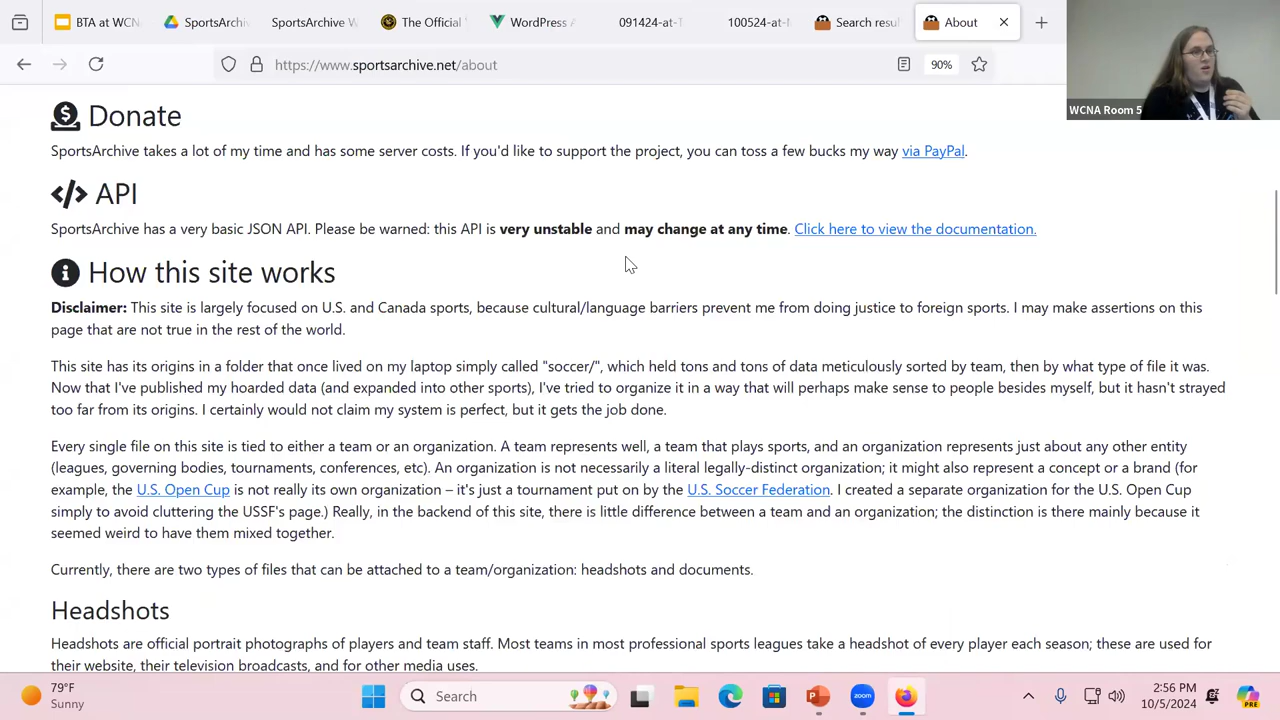 BTA at WCN
SportsArchiv
SportsArchive W
The Official
WordPress A
091424-at-T
100524-at-
Search resul
About
https://www.sportsarchive.net/about
90%
WCNA Room 5
Donate
SportsArchive takes a lot of my time and has some server costs. If you'd like to support the project, you can toss a few bucks my way via PayPal.
</> API
SportsArchive has a very basic JSON API. Please be warned: this API is very unstable and may change at any time. Click here to view the documentation.
How this site works
Disclaimer: This site is largely focused on U.S. and Canada sports, because cultural/language barriers prevent me from doing justice to foreign sports. I may make assertions on this
page that are not true in the rest of the world.
This site has its origins in a folder that once lived on my laptop simply called "soccer/", which held tons and tons of data meticulously sorted by team, then by what type of file it was.
Now that I've published my hoarded data (and expanded into other sports), I've tried to organize it in a way that will perhaps make sense to people besides myself, but it hasn't strayed
too far from its origins. I certainly would not claim my system is perfect, but it gets the job done.
Every single file on this site is tied to either a team or an organization. A team represents well, a team that plays sports, and an organization represents just about any other entity
(leagues, governing bodies, tournaments, conferences, etc). An organization is not necessarily a literal legally-distinct organization; it might also represent a concept or a brand (for
example, the U.S. Open Cup is not really its own organization – it's just a tournament put on by the U.S. Soccer Federation. I created a separate organization for the U.S. Open Cup
simply to avoid cluttering the USSF's page.) Really, in the backend of this site, there is little difference between a team and an organization; the distinction is there mainly because it
seemed weird to have them mixed together.
Currently, there are two types of files that can be attached to a team/organization: headshots and documents.
Headshots
Headshots are official portrait photographs of players and team staff. Most teams in most professional sports leagues take a headshot of every player each season; these are used for
their website, their television broadcasts, and for other media uses.
79°F
Sunny
Search
2:56 PM
10/5/2024
PRE